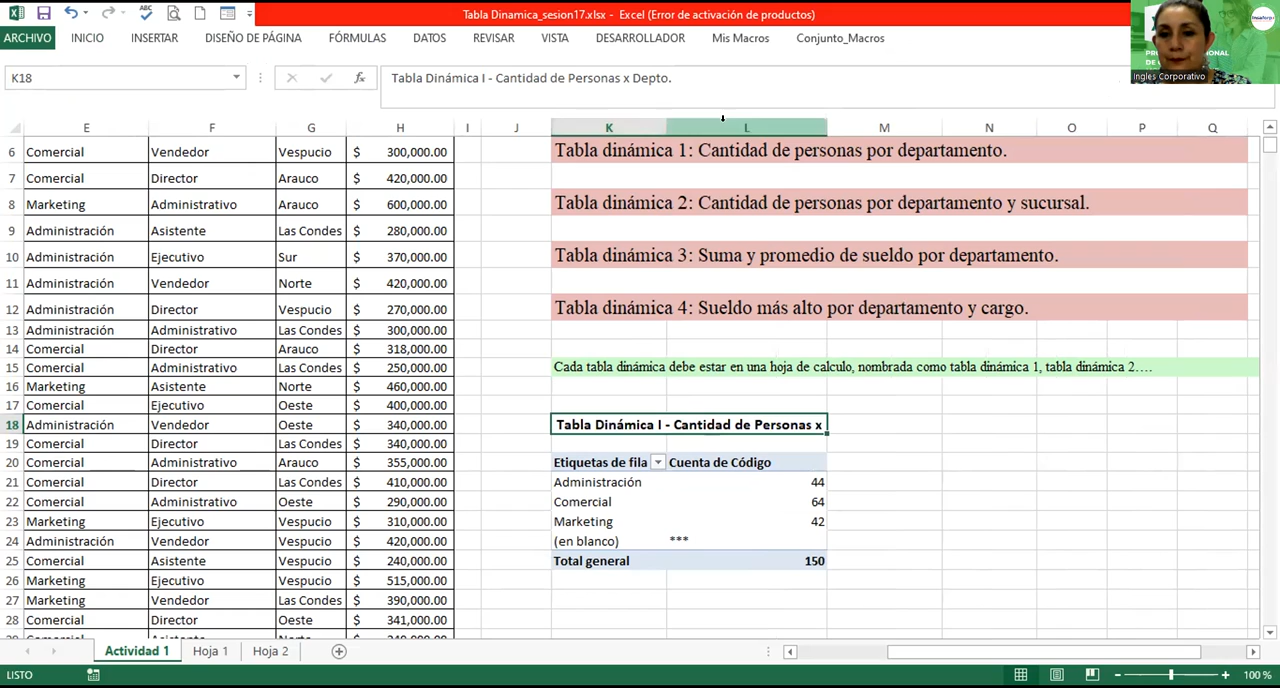 Tabla Dinamica_sesion17.xlsx - Excel (Error de activación de productos)
ARCHIVO INICIO INSERTAR DISEÑO DE PÁGINA FÓRMULAS DATOS REVISAR VISTA DESARROLLADOR Mis Macros Conjunto_Macros
Ingles Corporativo
K18 fx Tabla Dinámica I - Cantidad de Personas x Depto.
E F G H I J K L M N O P Q
6 Comercial Vendedor Vespucio $ 300,000.00 Tabla dinámica 1: Cantidad de personas por departamento.
7 Comercial Director Arauco $ 420,000.00
8 Marketing Administrativo Arauco $ 600,000.00 Tabla dinámica 2: Cantidad de personas por departamento y sucursal.
9 Administración Asistente Las Condes $ 280,000.00
10 Administración Ejecutivo Sur $ 370,000.00 Tabla dinámica 3: Suma y promedio de sueldo por departamento.
11 Administración Vendedor Norte $ 420,000.00
12 Administración Director Vespucio $ 270,000.00 Tabla dinámica 4: Sueldo más alto por departamento y cargo.
13 Administración Administrativo Las Condes $ 300,000.00
14 Comercial Director Arauco $ 318,000.00
15 Comercial Administrativo Las Condes $ 250,000.00 Cada tabla dinámica debe estar en una hoja de calculo, nombrada como tabla dinámica 1, tabla dinámica 2….
16 Marketing Asistente Norte $ 460,000.00
17 Comercial Ejecutivo Oeste $ 400,000.00
18 Administración Vendedor Oeste $ 340,000.00 Tabla Dinámica I - Cantidad de Personas x
19 Comercial Director Las Condes $ 340,000.00
20 Comercial Administrativo Arauco $ 355,000.00 Etiquetas de fila Cuenta de Código
21 Comercial Director Las Condes $ 410,000.00 Administración 44
22 Comercial Administrativo Oeste $ 290,000.00 Comercial 64
23 Marketing Ejecutivo Vespucio $ 310,000.00 Marketing 42
24 Administración Vendedor Vespucio $ 420,000.00 (en blanco) ***
25 Comercial Asistente Vespucio $ 240,000.00 Total general 150
26 Marketing Ejecutivo Vespucio $ 515,000.00
27 Marketing Vendedor Las Condes $ 390,000.00
28 Comercial Director Oeste $ 341,000.00
Actividad 1 Hoja 1 Hoja 2
LISTO 100 %